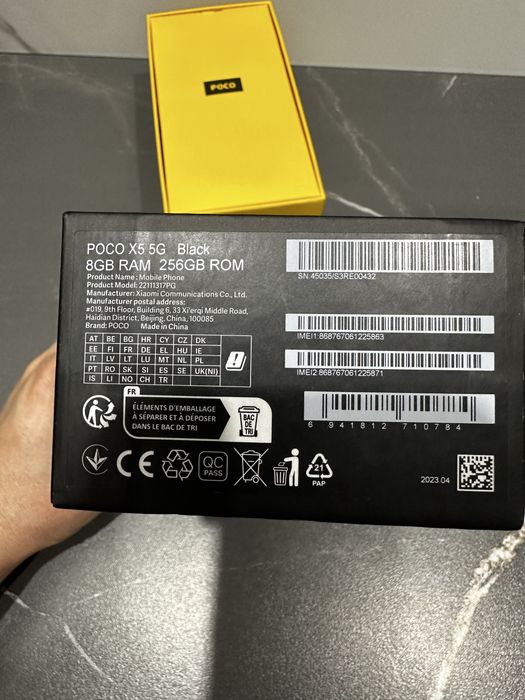 POCO
POCO X5 5G Black
8GB RAM 256GB ROM
Product Name: Mobile Phone
Product Model: 22111317PG
Manufacturer: Xiaomi Communications Co., Ltd.
Manufacturer postal address:
#019, 9th Floor, Building 6, 33 Xi'erqi Middle Road,
Haidian District, Beijing, China, 100085
Brand: POCO Made in China
AT BE BG HR CY CZ DK
EE FI FR DE EL HU IE
IT LV LT LU MT NL PL
PT RO SK SI ES SE UK(NI)
IS LI NO CH TR
SN:45035/S3RE00432
IMEI1:868767061225863
IMEI2:868767061225871
6 941812 710784
FR
ÉLÉMENTS D'EMBALLAGE
À SÉPARER ET À DÉPOSER
DANS LE BAC DE TRI
BAC
DE
TRI
CE
QC
PASS
21
PAP
2023.04